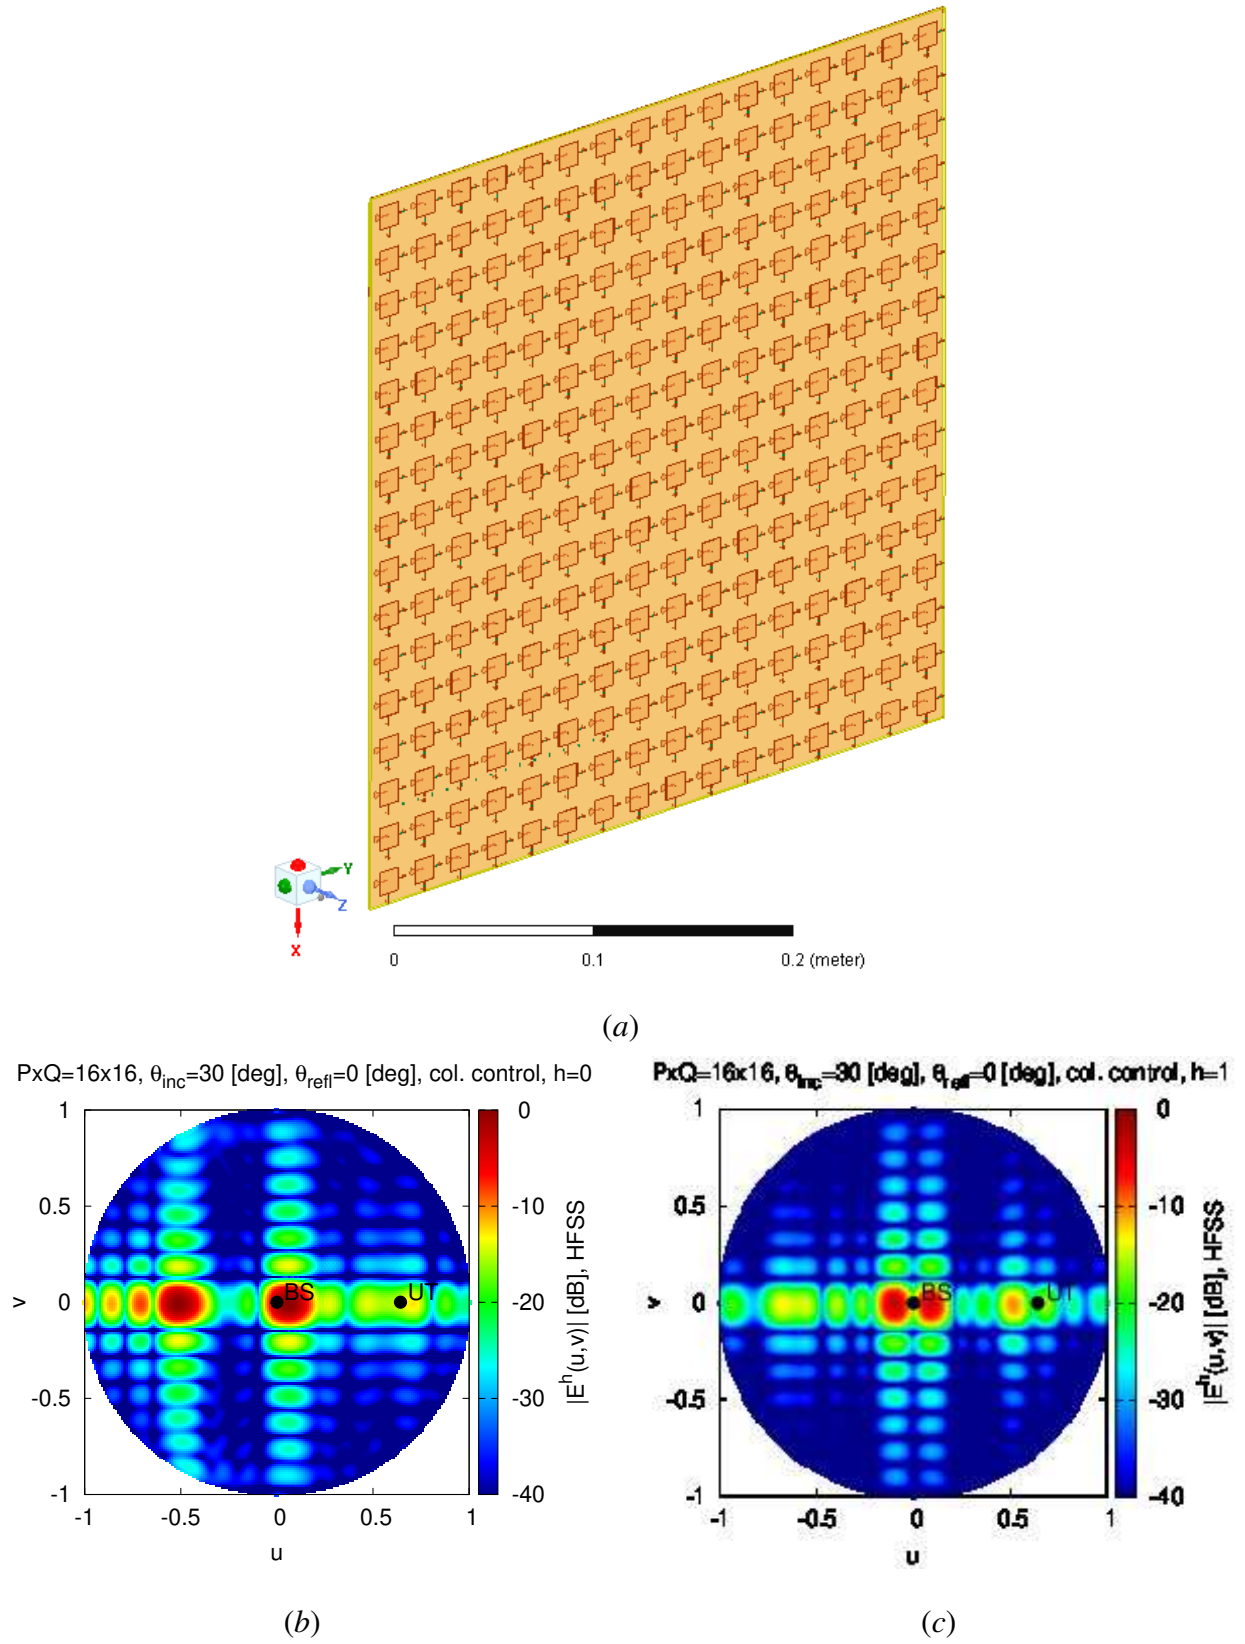 Y
Z
X
0 0.1 0.2 (meter)
(a)
PxQ=16x16, θinc=30 [deg], θrefl=0 [deg], col. control, h=0
1
0.5
0
-0.5
-1
v
BS
UT
-1 -0.5 0 0.5 1
u
0
-10
-20
-30
-40
|E^h(u,v)| [dB], HFSS
(b)
PxQ=16x16, θinc=30 [deg], θrefl=0 [deg], col. control, h=1
1
0.5
0
-0.5
-1
v
BS
UT
-1 -0.5 0 0.5 1
u
0
-10
-20
-30
-40
|E^h(u,v)| [dB], HFSS
(c)